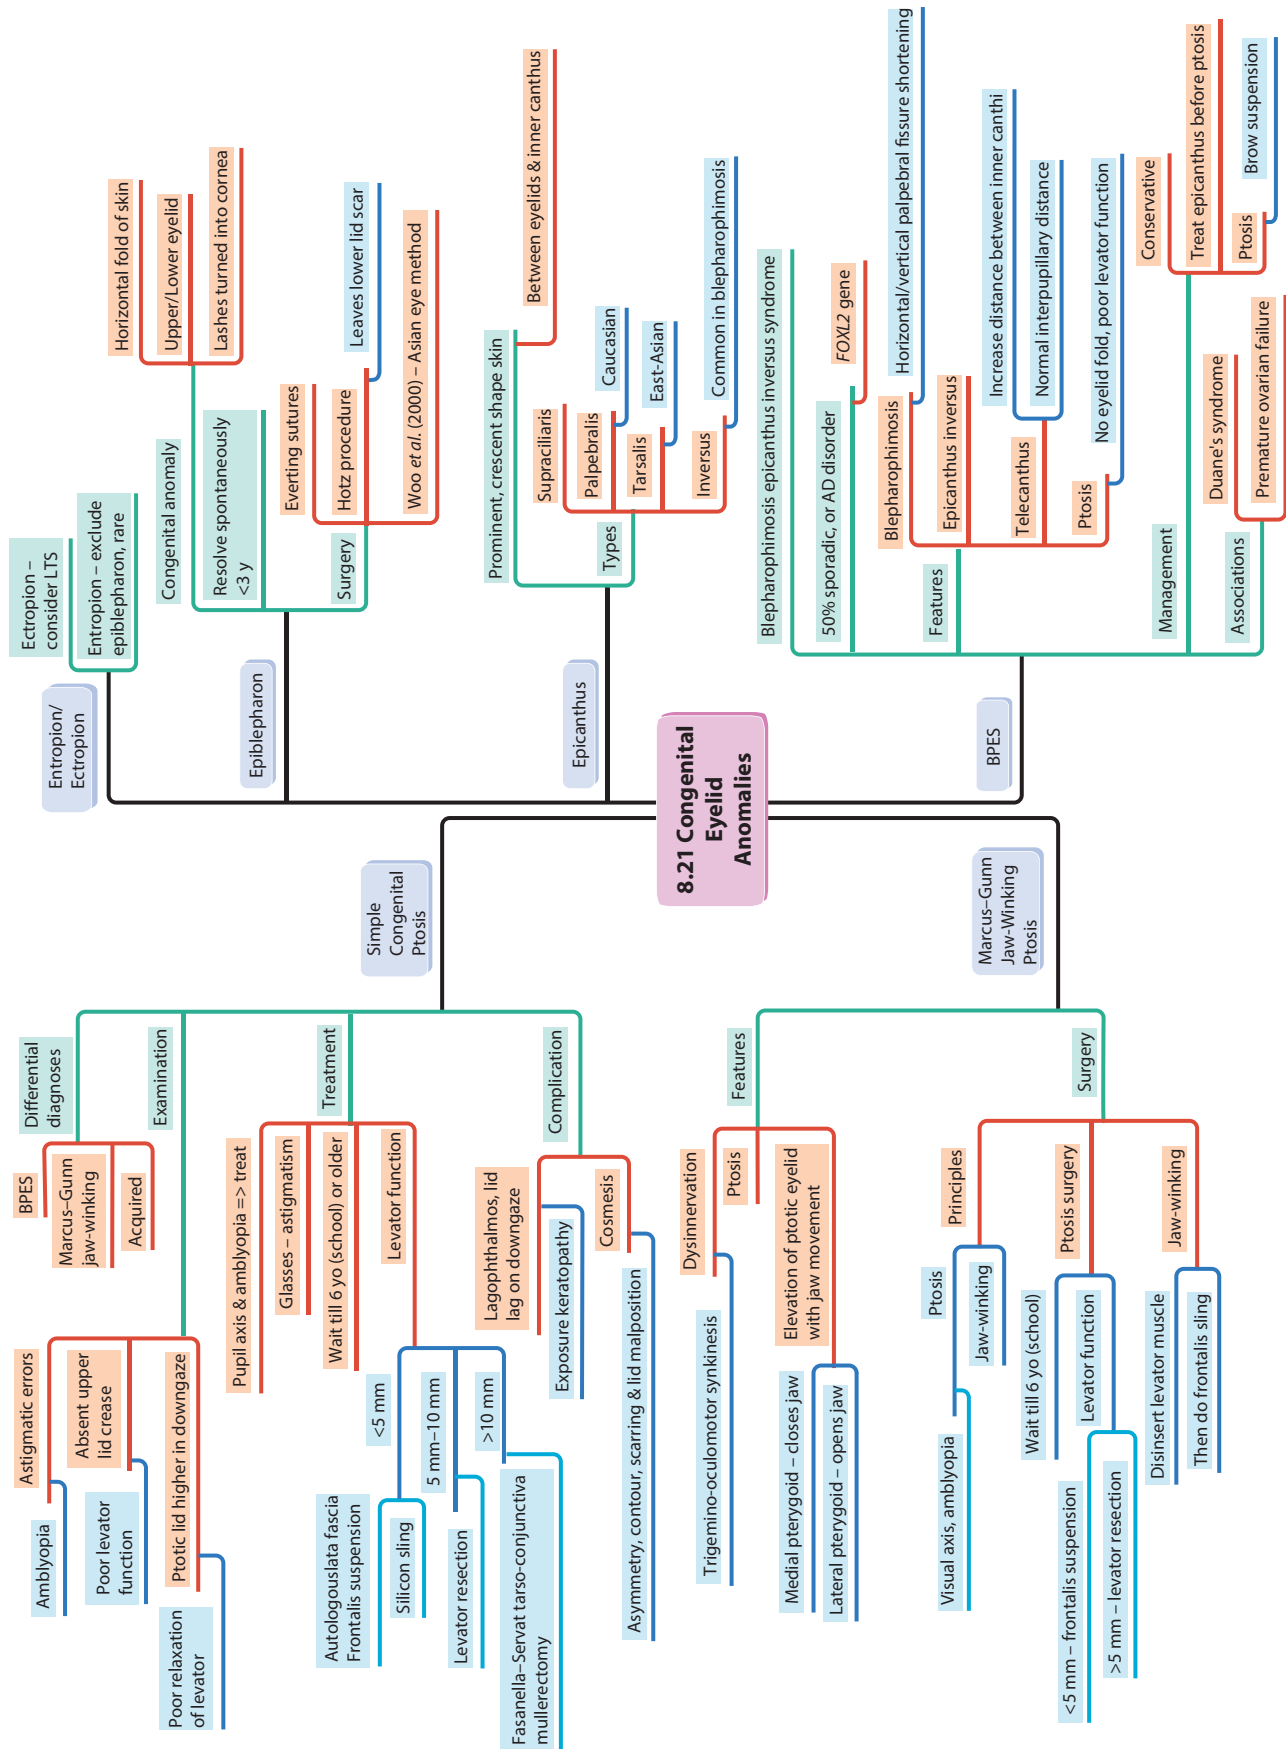 8.21 Congenital
Eyelid
Anomalies
Simple
Congenital
Ptosis
Differential
diagnoses
BPES
Marcus–Gunn
jaw-winking
Acquired
Examination
Astigmatic errors
Amblyopia
Absent upper
lid crease
Poor levator
function
Ptotic lid higher in downgaze
Poor relaxation
of levator
Treatment
Pupil axis & amblyopia => treat
Glasses – astigmatism
Wait till 6 yo (school) or older
Levator function
<5 mm
Autologouslata fascia
Frontalis suspension
Silicon sling
5 mm–10 mm
Levator resection
>10 mm
Fasanella–Servat tarso-conjunctiva
mullerectomy
Complication
Lagophthalmos, lid
lag on downgaze
Exposure keratopathy
Cosmesis
Asymmetry, contour, scarring & lid malposition
Marcus–Gunn
Jaw-Winking
Ptosis
Features
Dysinnervation
Trigemino-oculomotor synkinesis
Ptosis
Elevation of ptotic eyelid
with jaw movement
Medial pterygoid – closes jaw
Lateral pterygoid – opens jaw
Surgery
Principles
Ptosis
Visual axis, amblyopia
Jaw-winking
Ptosis surgery
Wait till 6 yo (school)
Levator function
<5 mm – frontalis suspension
>5 mm – levator resection
Jaw-winking
Disinsert levator muscle
Then do frontalis sling
Entropion/
Ectropion
Ectropion –
consider LTS
Entropion – exclude
epiblepharon, rare
Epiblepharon
Congenital anomaly
Horizontal fold of skin
Upper/Lower eyelid
Lashes turned into cornea
Resolve spontaneously
<3 y
Surgery
Everting sutures
Hotz procedure
Leaves lower lid scar
Woo et al. (2000) – Asian eye method
Epicanthus
Prominent, crescent shape skin
Between eyelids & inner canthus
Types
Supraciliaris
Palpebralis
Caucasian
Tarsalis
East-Asian
Inversus
Common in blepharophimosis
BPES
Blepharophimosis epicanthus inversus syndrome
50% sporadic, or AD disorder
FOXL2 gene
Features
Blepharophimosis
Horizontal/vertical palpebral fissure shortening
Epicanthus inversus
Telecanthus
Increase distance between inner canthi
Normal interpupillary distance
Ptosis
No eyelid fold, poor levator function
Management
Conservative
Treat epicanthus before ptosis
Ptosis
Brow suspension
Associations
Duane's syndrome
Premature ovarian failure